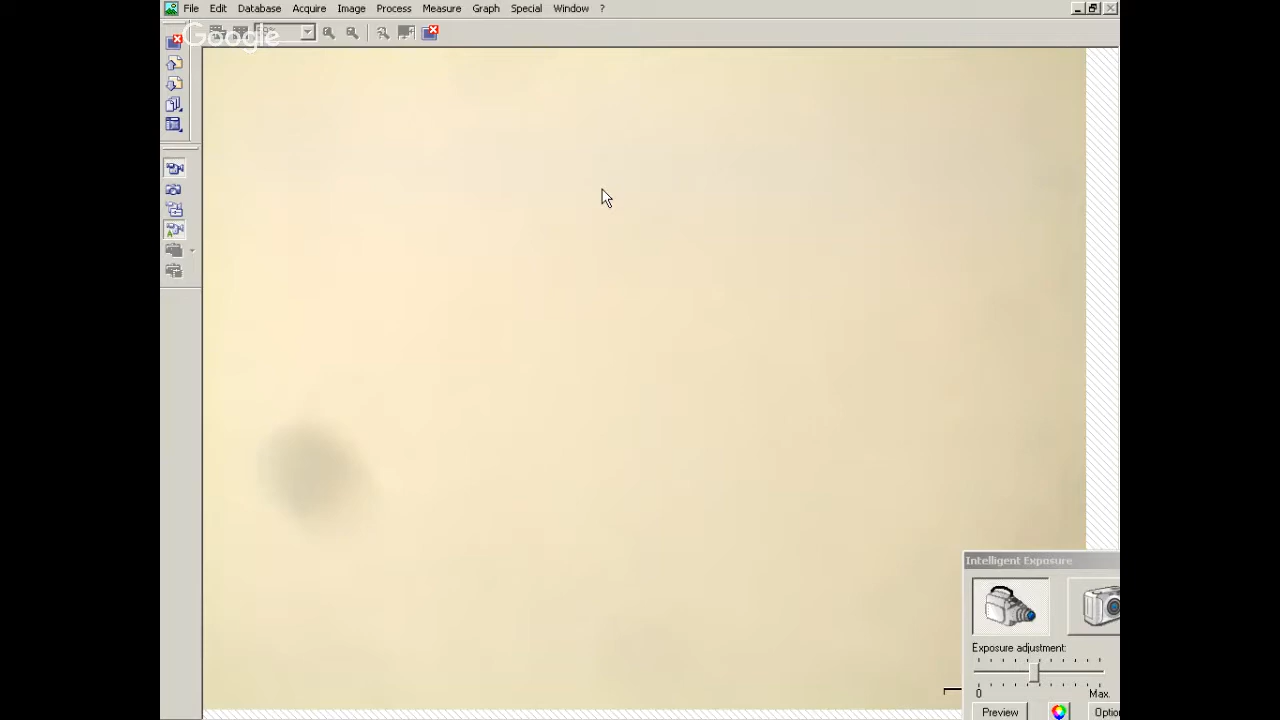 File Edit Database Acquire Image Process Measure Graph Special Window ?
Google
Intelligent Exposure
Exposure adjustment:
0 Max.
Preview Optio